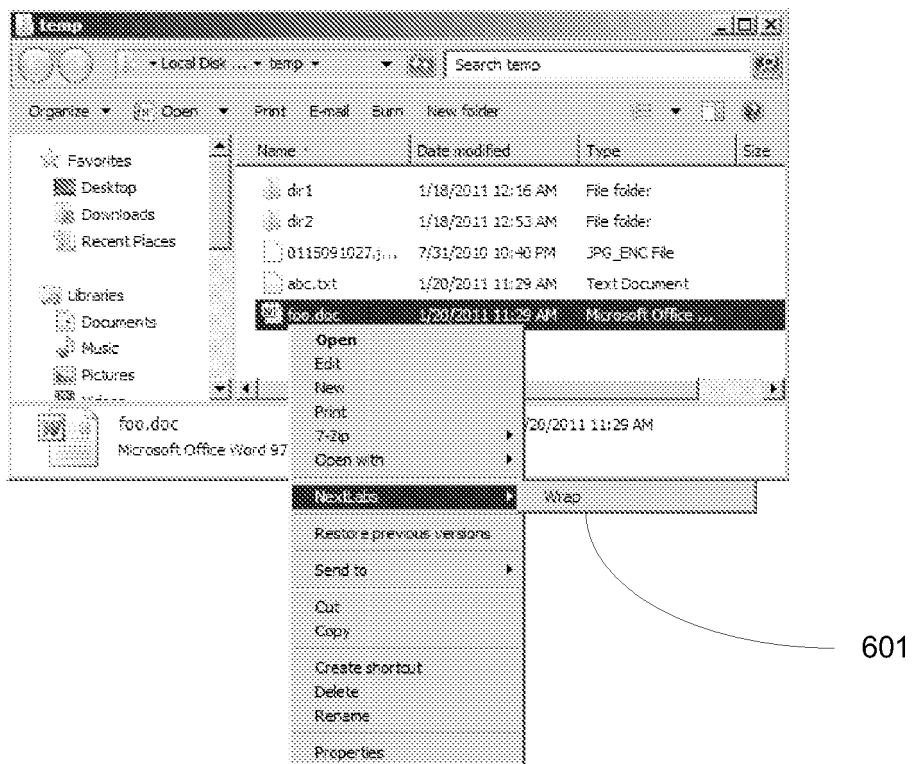 temp
Local Disk ... temp
Search temp
Organize Open Print E-mail Burn New folder
Name Date modified Type Size
Favorites
Desktop
Downloads
Recent Places
Libraries
Documents
Music
Pictures
Videos
dir1 1/18/2011 12:16 AM File folder
dir2 1/18/2011 12:53 AM File folder
0115091027.j... 7/31/2010 10:40 PM JPG_ENC File
abc.txt 1/20/2011 11:29 AM Text Document
foo.doc 1/20/2011 11:29 AM Microsoft Office ...
foo.doc /20/2011 11:29 AM
Microsoft Office Word 97
Open
Edit
New
Print
7-Zip
Open with
NextLabs Wrap
Restore previous versions
Send to
Cut
Copy
Create shortcut
Delete
Rename
Properties
601